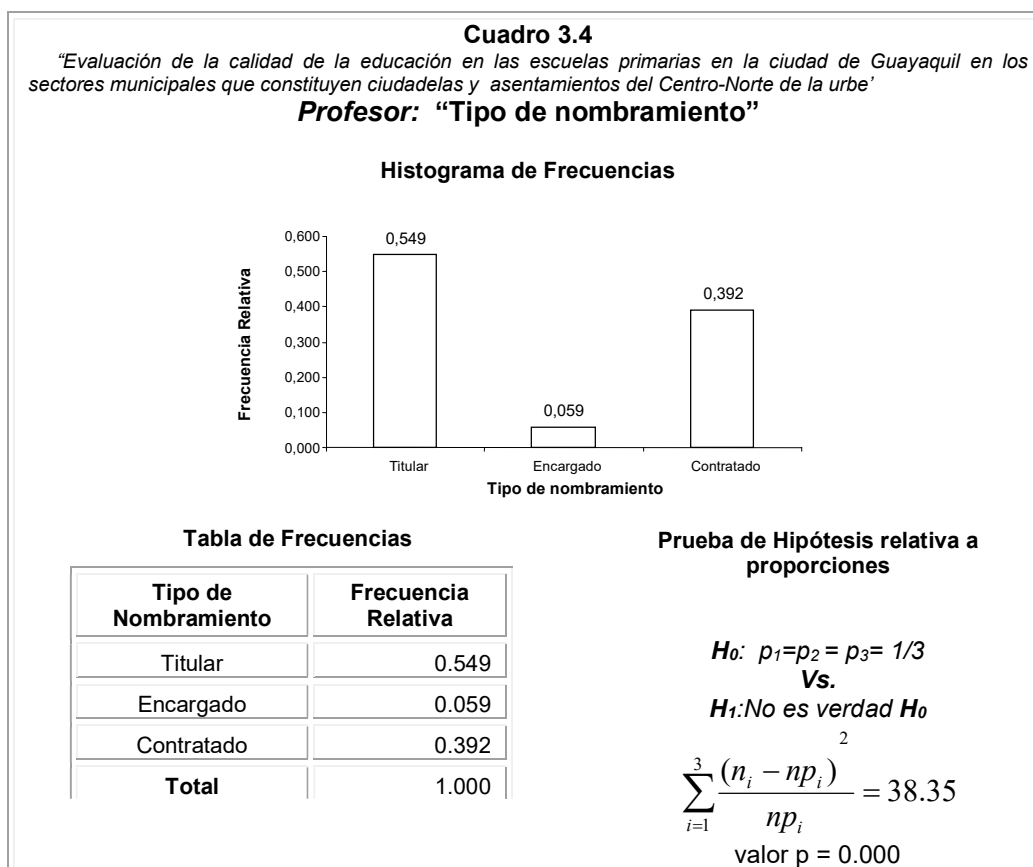 Cuadro 3.4
“Evaluación de la calidad de la educación en las escuelas primarias en la ciudad de Guayaquil en los
sectores municipales que constituyen ciudadelas y asentamientos del Centro-Norte de la urbe’
Profesor: “Tipo de nombramiento”
Histograma de Frecuencias
Frecuencia Relativa
0,600
0,500
0,400
0,300
0,200
0,100
0,000
0,549
0,059
0,392
Titular Encargado Contratado
Tipo de nombramiento
Tabla de Frecuencias
Tipo de Nombramiento Frecuencia Relativa
Titular 0.549
Encargado 0.059
Contratado 0.392
Total 1.000
Prueba de Hipótesis relativa a
proporciones
H₀: p₁=p₂ = p₃= 1/3
Vs.
H₁:No es verdad H₀
∑_{i=1}^{3} (n_i − np_i)² / np_i = 38.35
valor p = 0.000